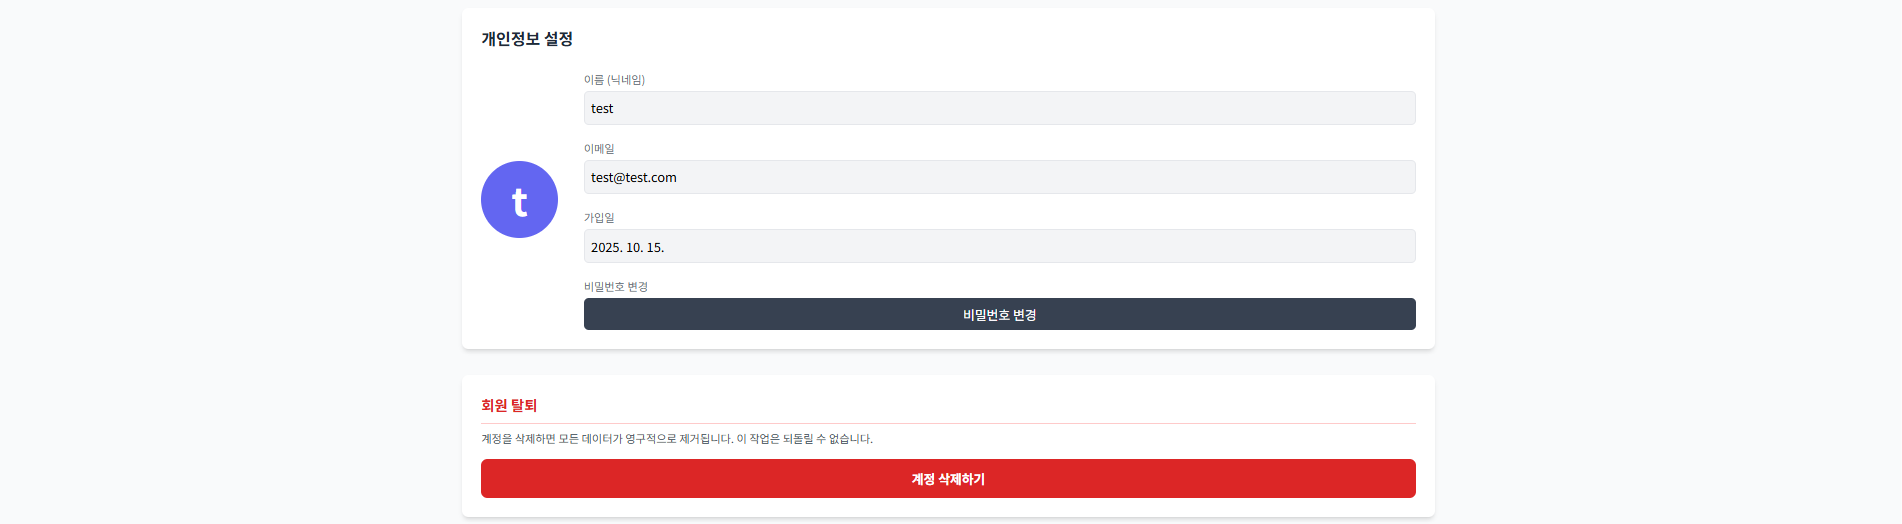 개인정보 설정
이름 (닉네임)
test
이메일
test@test.com
t
가입일
2025. 10. 15.
비밀번호 변경
비밀번호 변경
회원 탈퇴
계정을 삭제하면 모든 데이터가 영구적으로 제거됩니다. 이 작업은 되돌릴 수 없습니다.
계정 삭제하기